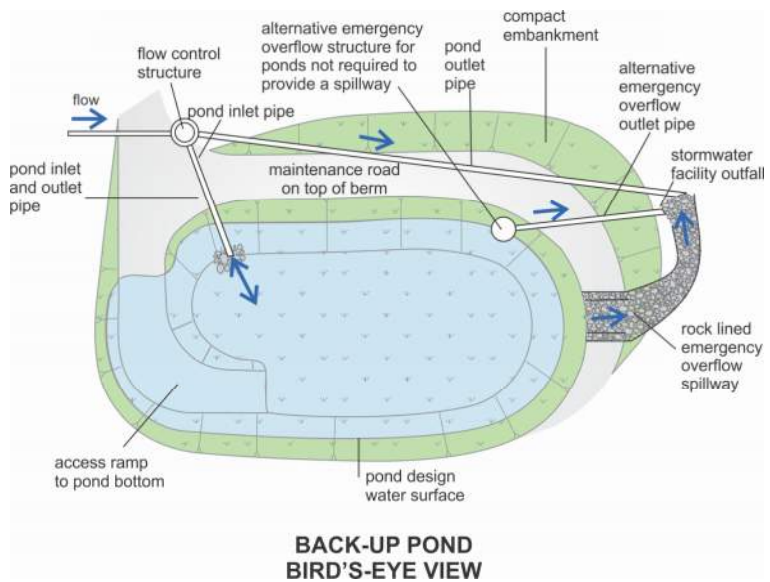 alternative emergency
overflow structure for
ponds not required to
provide a spillway
compact
embankment
flow control
structure
pond
outlet
pipe
alternative
emergency
overflow
outlet pipe
flow
pond inlet pipe
stormwater
facility outfall
pond inlet
and outlet
pipe
maintenance road
on top of berm
rock lined
emergency
overflow
spillway
access ramp
to pond bottom
pond design
water surface
BACK-UP POND
BIRD'S-EYE VIEW